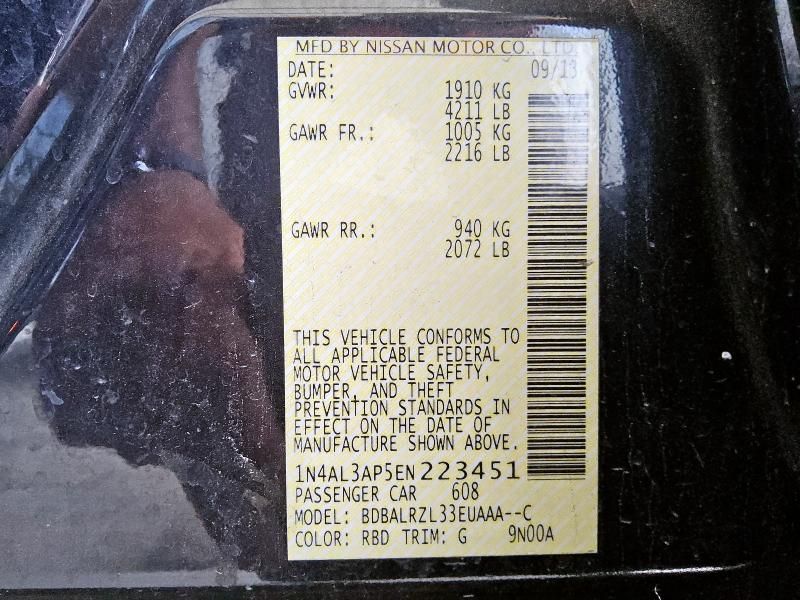 MFD BY NISSAN MOTOR CO., LTD.
DATE: 09/13
GVWR: 1910 KG
4211 LB
GAWR FR.: 1005 KG
2216 LB
GAWR RR.: 940 KG
2072 LB
THIS VEHICLE CONFORMS TO
ALL APPLICABLE FEDERAL
MOTOR VEHICLE SAFETY,
BUMPER, AND THEFT
PREVENTION STANDARDS IN
EFFECT ON THE DATE OF
MANUFACTURE SHOWN ABOVE.
1N4AL3AP5EN223451
PASSENGER CAR 608
MODEL: BDBALRZL33EUAAA--C
COLOR: RBD TRIM: G 9N00A